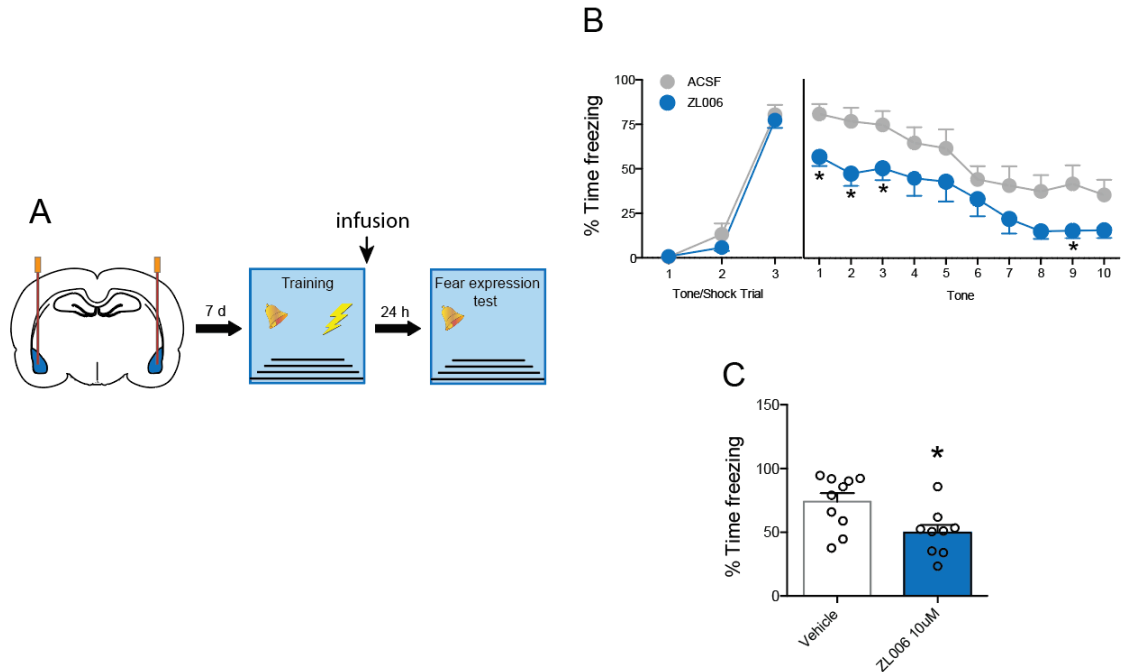 A
7 d
Training
infusion
24 h
Fear expression
test
B
ACSF
ZL006
% Time freezing
100
75
50
25
0
1 2 3
Tone/Shock Trial
* * * *
1 2 3 4 5 6 7 8 9 10
Tone
C
% Time freezing
150
100
50
0
*
Vehicle
ZL006 10uM